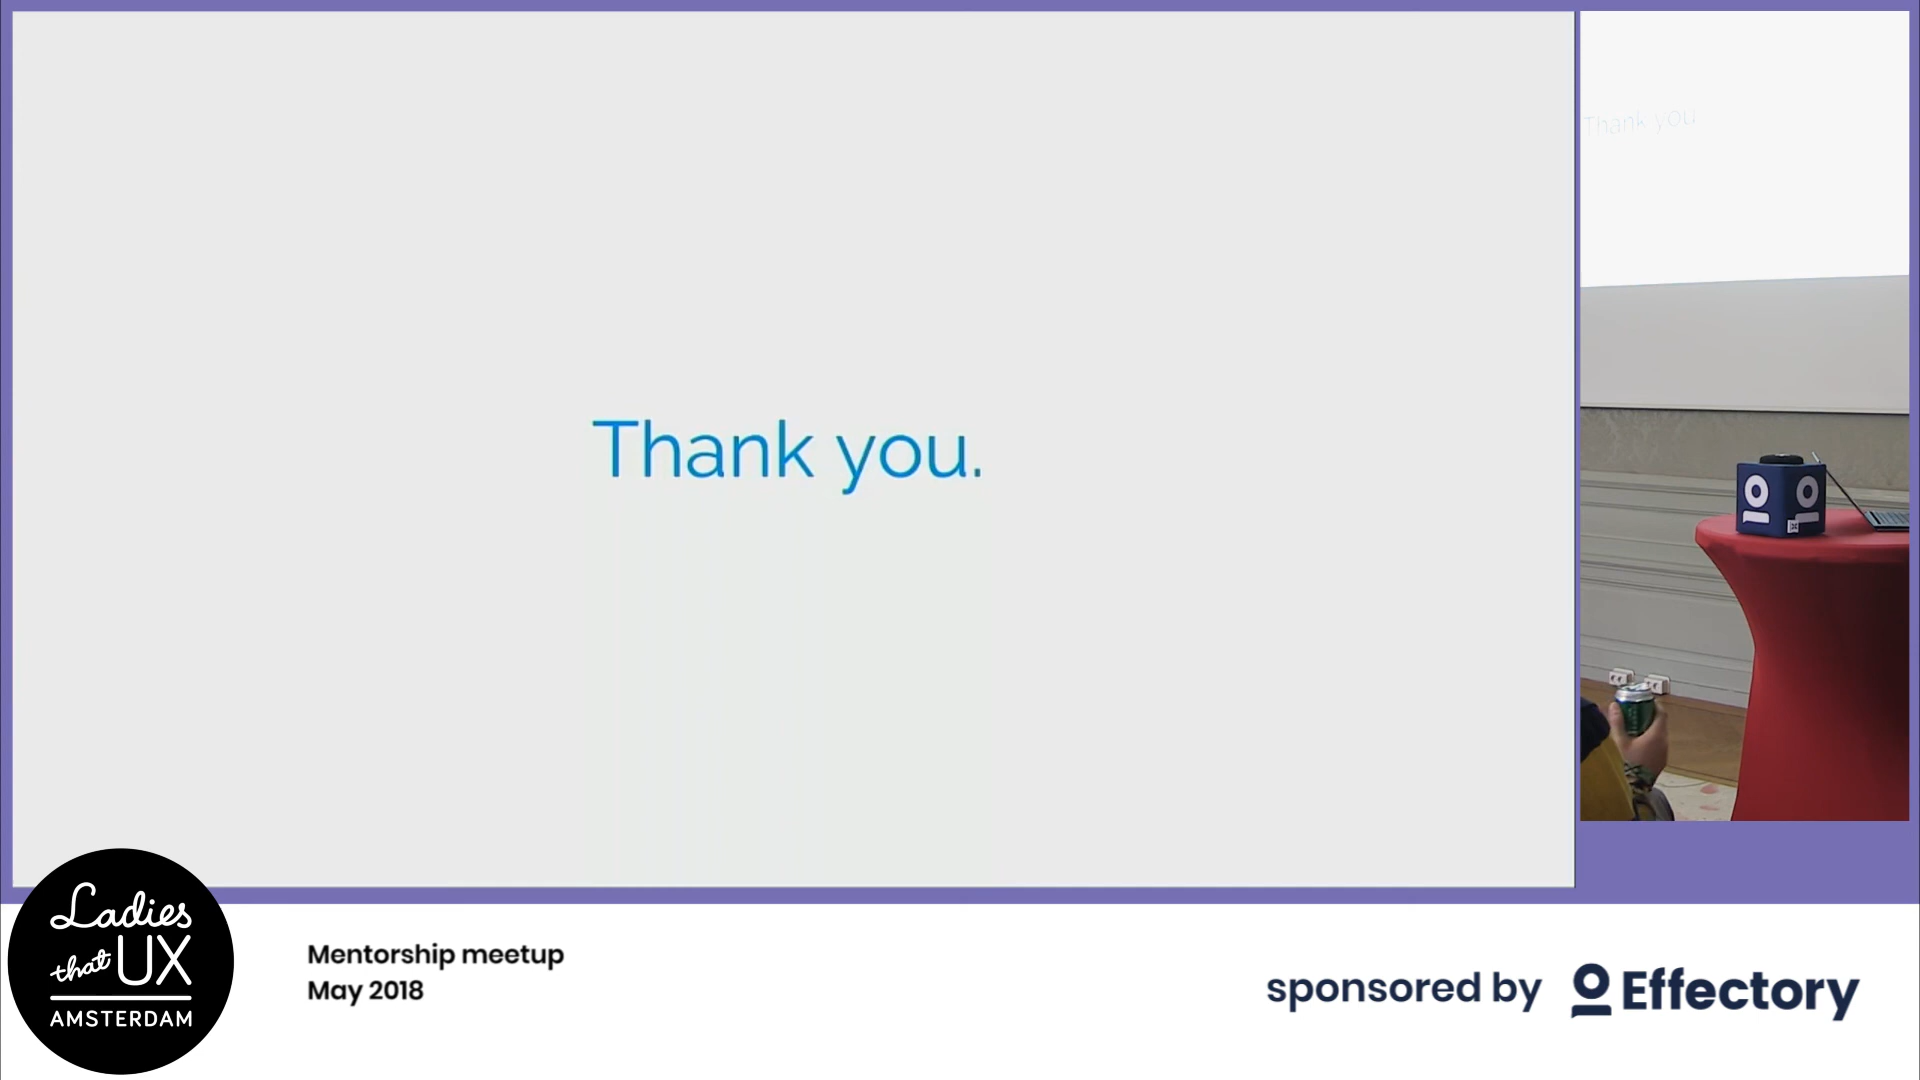 Thank you.
Thank you
Ladies
that UX
AMSTERDAM
Mentorship meetup
May 2018
sponsored by Effectory